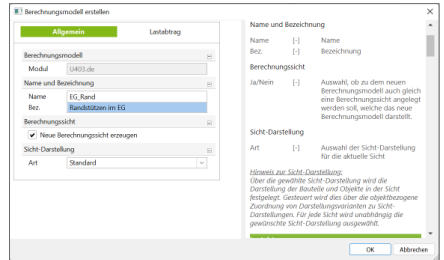 Berechnungsmodell erstellen
Allgemein
Lastabtrag
Berechnungsmodell
Modul U403.de
Name und Bezeichnung
Name EG_Rand
Bez. Randstützen im EG
Berechnungssicht
Neue Berechnungssicht erzeugen
Sicht-Darstellung
Art Standard
Name und Bezeichnung
Name [-] Name
Bez. [-] Bezeichnung
Berechnungssicht
Ja/Nein [-] Auswahl, ob zu dem neuen
Berechnungsmodell auch gleich
eine Berechnungssicht angelegt
werden soll, welche das neue
Berechnungsmodell darstellt.
Sicht-Darstellung
Art [-] Auswahl der Sicht-Darstellung
für die aktuelle Sicht
Hinweis zur Sicht-Darstellung:
Über die gewählte Sicht-Darstellung wird die
Darstellung der Bauteile und Objekte in der Sicht
festgelegt. Gesteuert wird dies über die objektbezogene
Zuordnung von Darstellungsvarianten zu Sicht-
Darstellungen. Für jede Sicht wird unabhängig die
gewünschte Sicht-Darstellung ausgewählt.
OK
Abbrechen